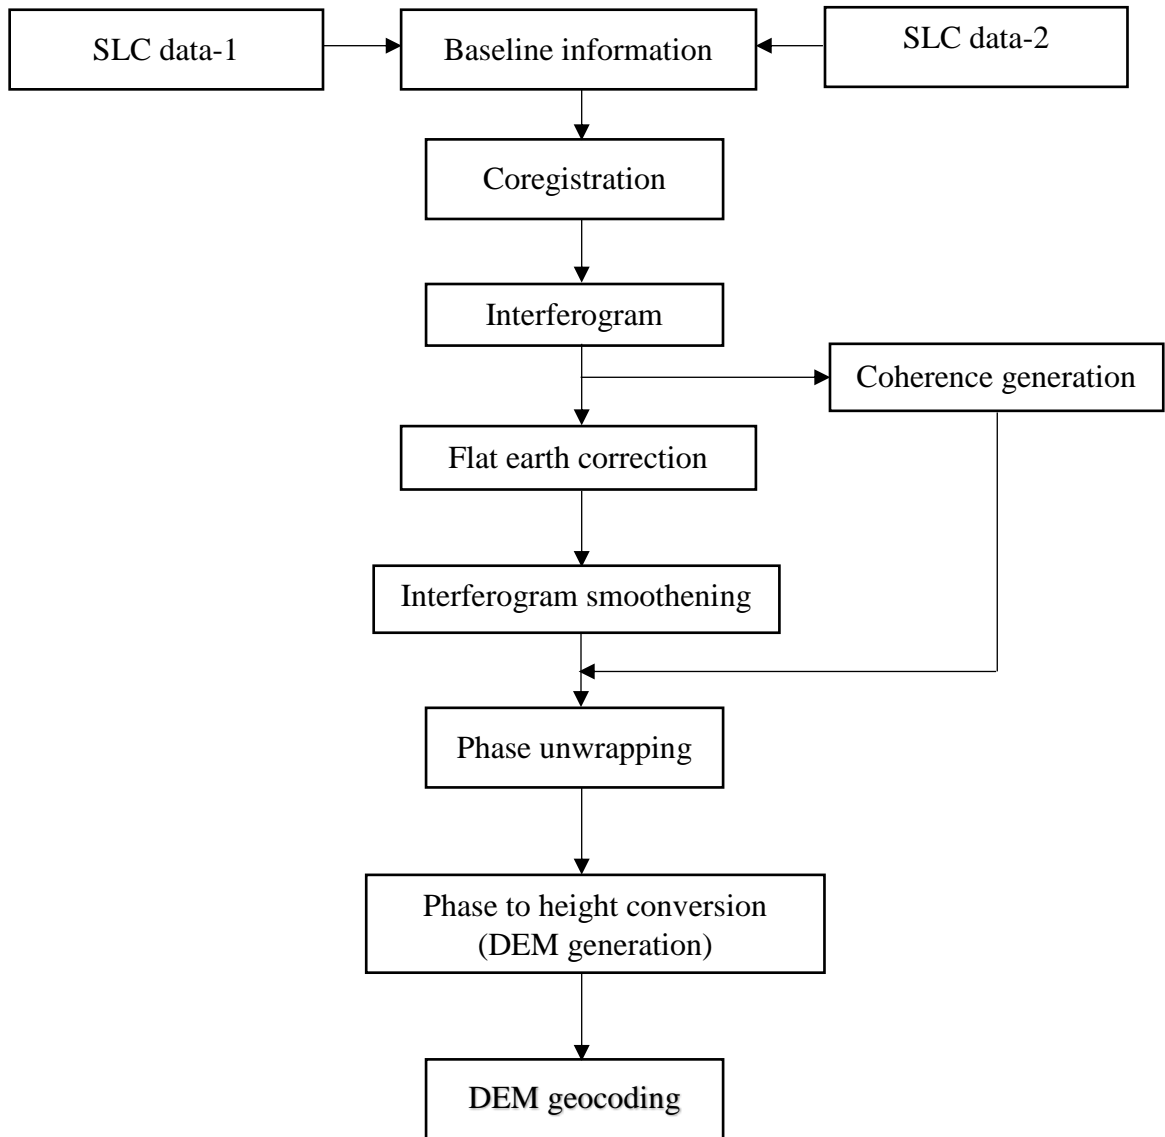 SLC data-1
Baseline information
SLC data-2
Coregistration
Interferogram
Coherence generation
Flat earth correction
Interferogram smoothening
Phase unwrapping
Phase to height conversion
(DEM generation)
DEM geocoding